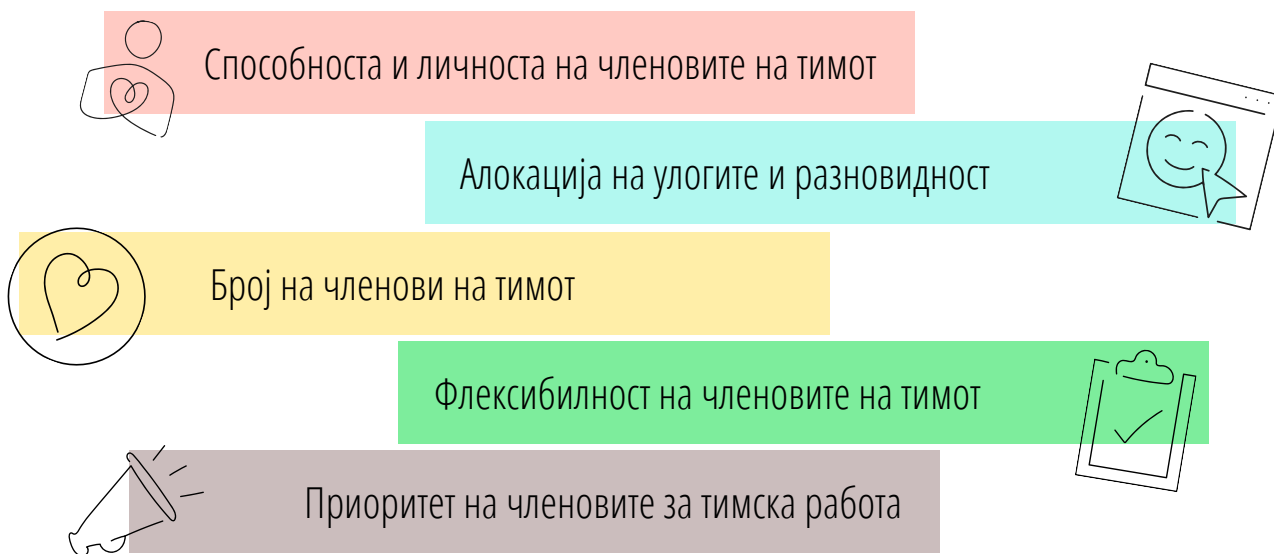 Способноста и личноста на членовите на тимот
Алокација на улогите и разновидност
Број на членови на тимот
Флексибилност на членовите на тимот
Приоритет на членовите за тимска работа